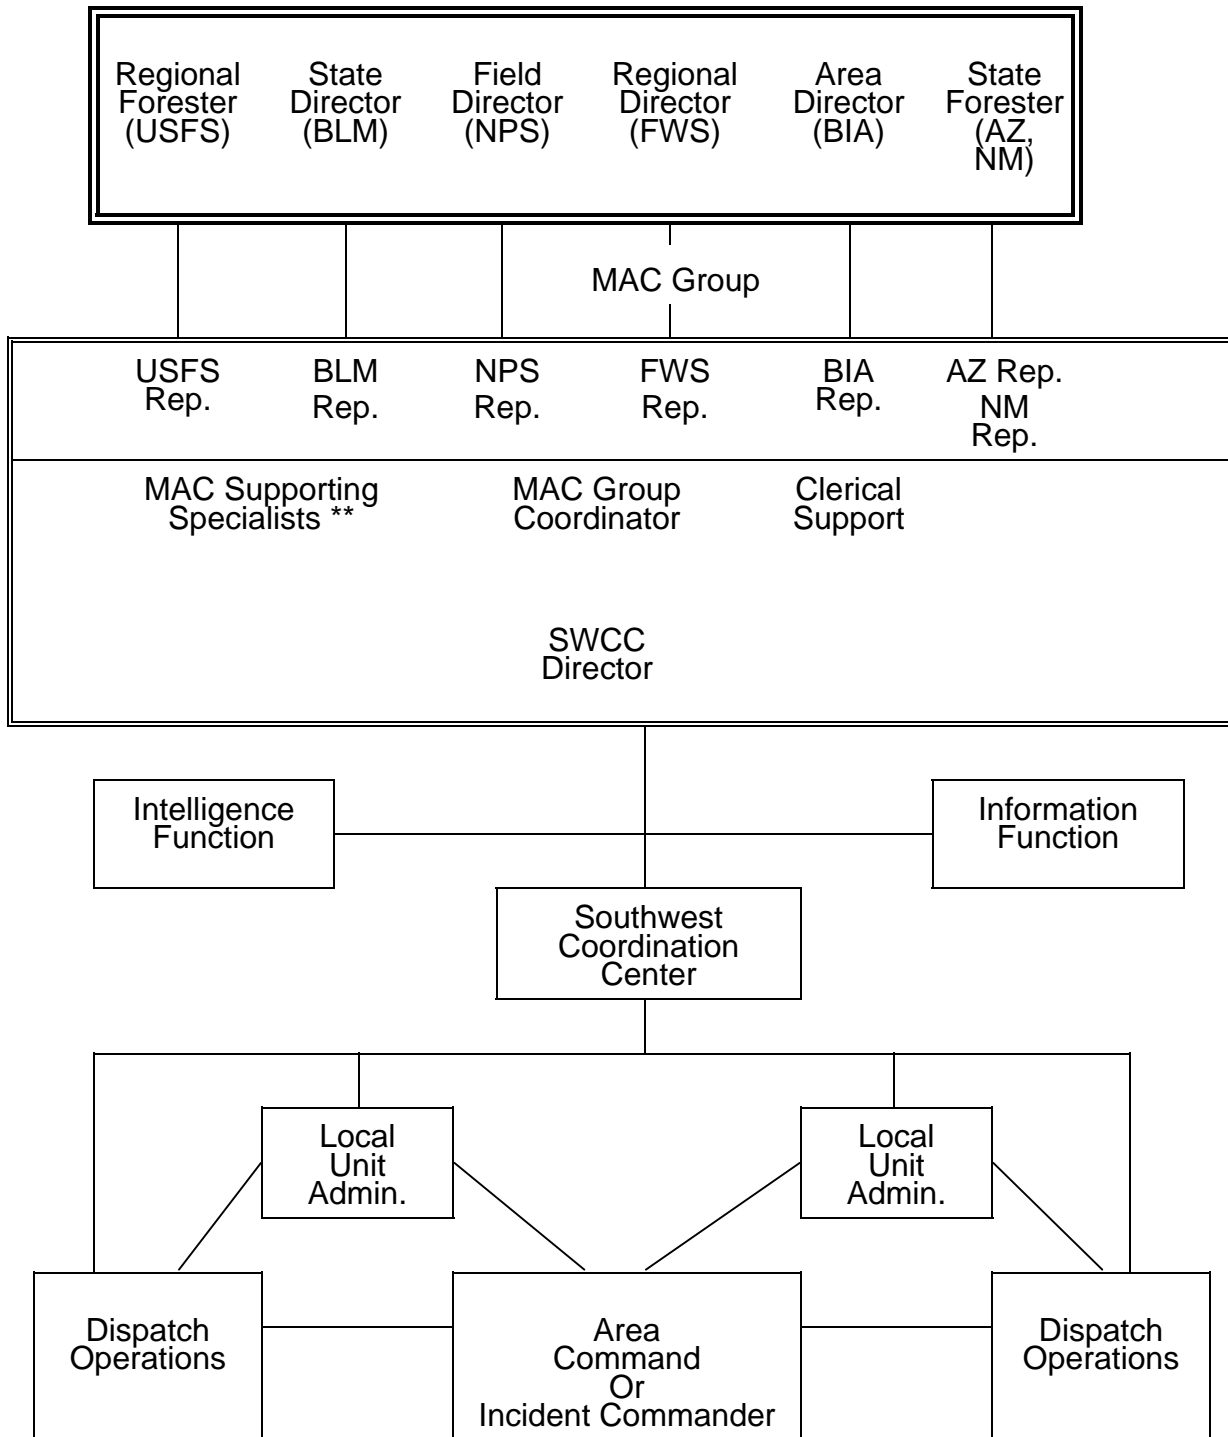 Regional
Forester
(USFS)
State
Director
(BLM)
Field
Director
(NPS)
Regional
Director
(FWS)
Area
Director
(BIA)
State
Forester
(AZ,
NM)
MAC Group
USFS
Rep.
BLM
Rep.
NPS
Rep.
FWS
Rep.
BIA
Rep.
AZ Rep.
NM
Rep.
MAC Supporting
Specialists **
MAC Group
Coordinator
Clerical
Support
SWCC
Director
Intelligence
Function
Information
Function
Southwest
Coordination
Center
Local
Unit
Admin.
Local
Unit
Admin.
Dispatch
Operations
Area
Command
Or
Incident Commander
Dispatch
Operations